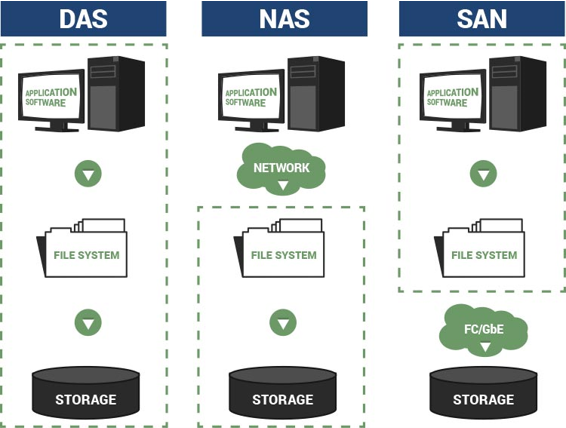 DAS
APPLICATION
SOFTWARE
FILE SYSTEM
STORAGE
NAS
APPLICATION
SOFTWARE
NETWORK
FILE SYSTEM
STORAGE
SAN
APPLICATION
SOFTWARE
FILE SYSTEM
FC/GbE
STORAGE